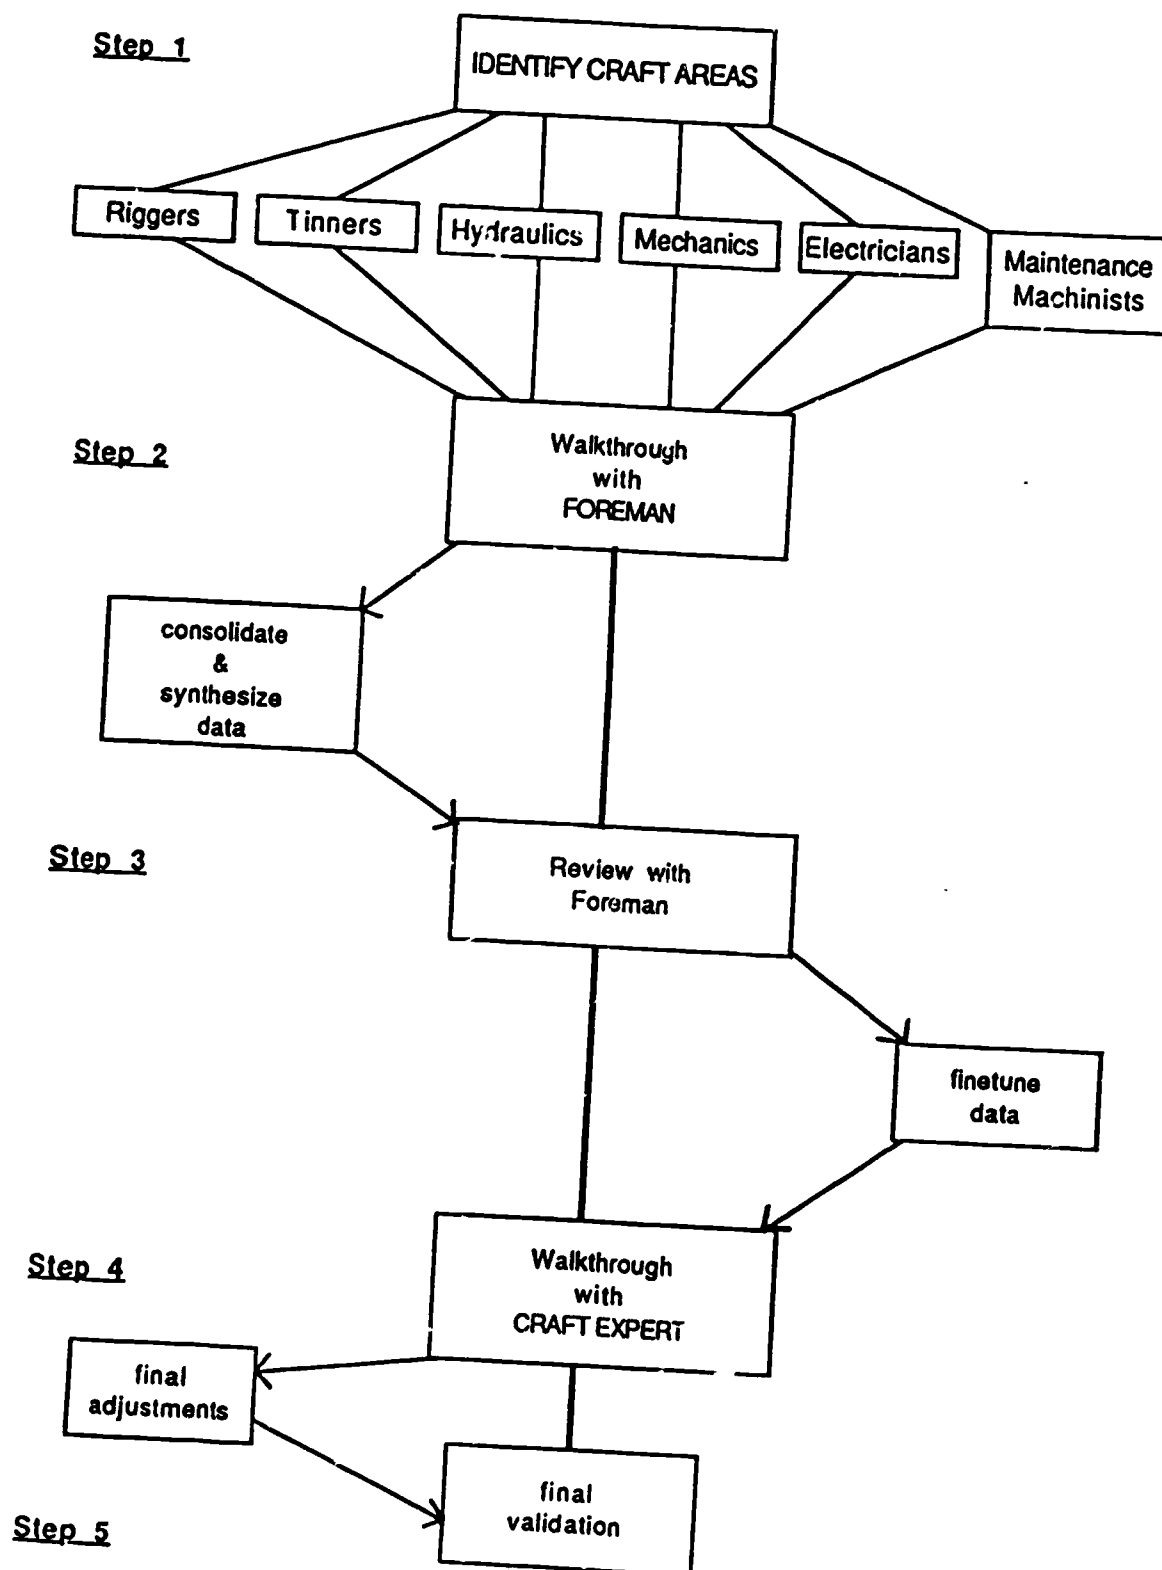 Step 1
IDENTIFY CRAFT AREAS
Riggers
Tinners
Hydraulics
Mechanics
Electricians
Maintenance
Machinists
Step 2
Walkthrough
with
FOREMAN
consolidate
&
synthesize
data
Step 3
Review with
Foreman
finetune
data
Step 4
Walkthrough
with
CRAFT EXPERT
final
adjustments
final
validation
Step 5